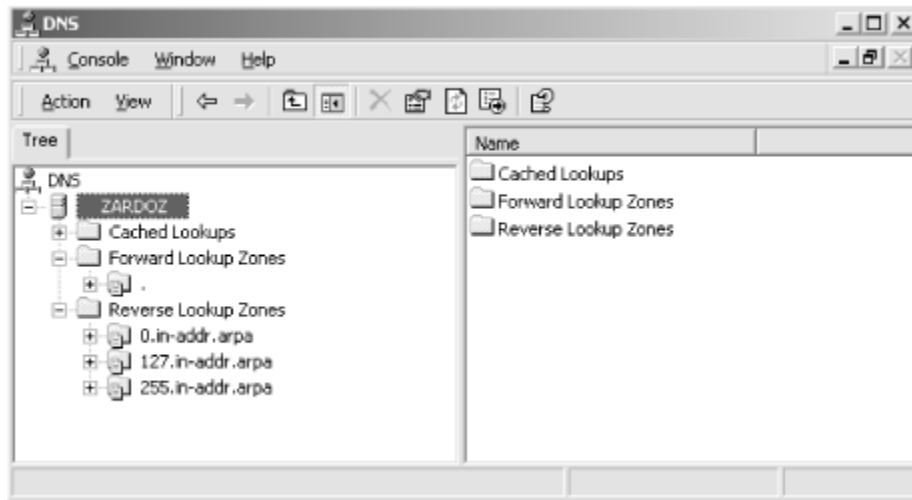 DNS
Console Window Help
Action View
Tree
DNS
ZARDOZ
Cached Lookups
Forward Lookup Zones
.
Reverse Lookup Zones
0.in-addr.arpa
127.in-addr.arpa
255.in-addr.arpa
Name
Cached Lookups
Forward Lookup Zones
Reverse Lookup Zones